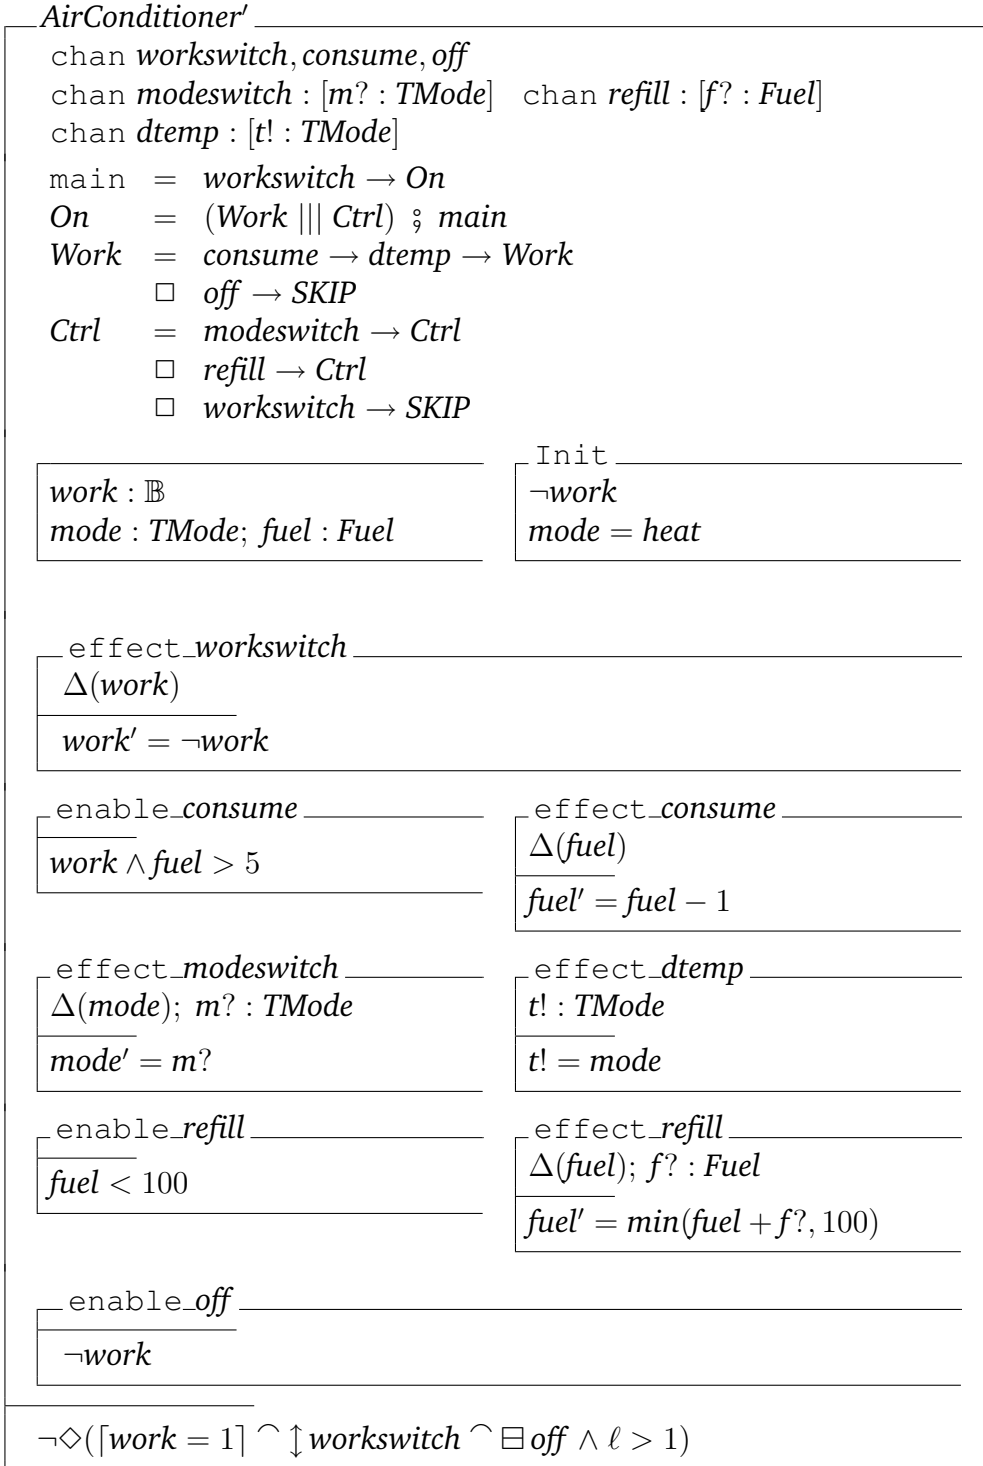 AirConditioner′
chan workswitch, consume, off
chan modeswitch : [m? : TMode] chan refill : [f? : Fuel]
chan dtemp : [t! : TMode]
main = workswitch → On
On = (Work ||| Ctrl) ⨟ main
Work = consume → dtemp → Work
□ off → SKIP
Ctrl = modeswitch → Ctrl
□ refill → Ctrl
□ workswitch → SKIP
work : 𝔹
mode : TMode; fuel : Fuel
Init
¬work
mode = heat
effect_workswitch
Δ(work)
work′ = ¬work
enable_consume
work ∧ fuel > 5
effect_consume
Δ(fuel)
fuel′ = fuel − 1
effect_modeswitch
Δ(mode); m? : TMode
mode′ = m?
effect_dtemp
t! : TMode
t! = mode
enable_refill
fuel < 100
effect_refill
Δ(fuel); f? : Fuel
fuel′ = min(fuel + f?, 100)
enable_off
¬work
¬◇(⌈work = 1⌉ ⌢ ↕ workswitch ⌢ ⊟ off ∧ ℓ > 1)